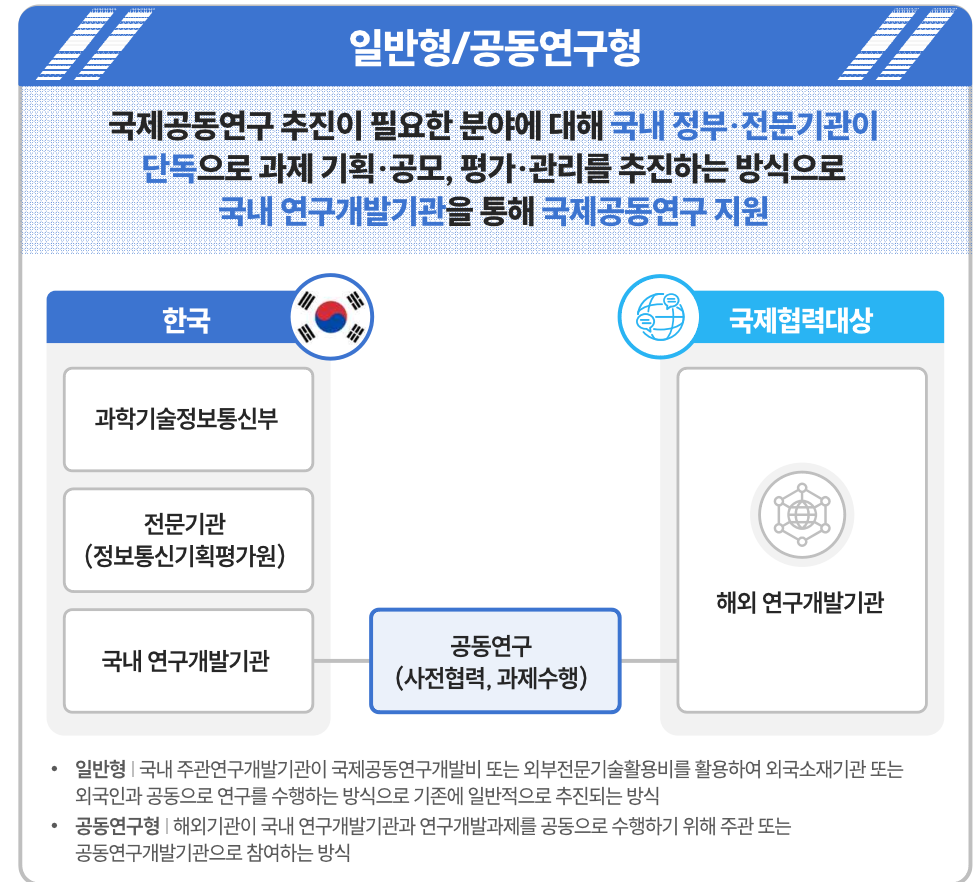 일반형/공동연구형
국제공동연구 추진이 필요한 분야에 대해 국내 정부·전문기관이
단독으로 과제 기획·공모, 평가·관리를 추진하는 방식으로
국내 연구개발기관을 통해 국제공동연구 지원
한국
국제협력대상
과학기술정보통신부
전문기관
(정보통신기획평가원)
해외 연구개발기관
국내 연구개발기관
공동연구
(사전협력, 과제수행)
• 일반형 | 국내 주관연구개발기관이 국제공동연구개발비 또는 외부전문기술활용비를 활용하여 외국소재기관 또는
외국인과 공동으로 연구를 수행하는 방식으로 기존에 일반적으로 추진되는 방식
• 공동연구형 | 해외기관이 국내 연구개발기관과 연구개발과제를 공동으로 수행하기 위해 주관 또는
공동연구개발기관으로 참여하는 방식